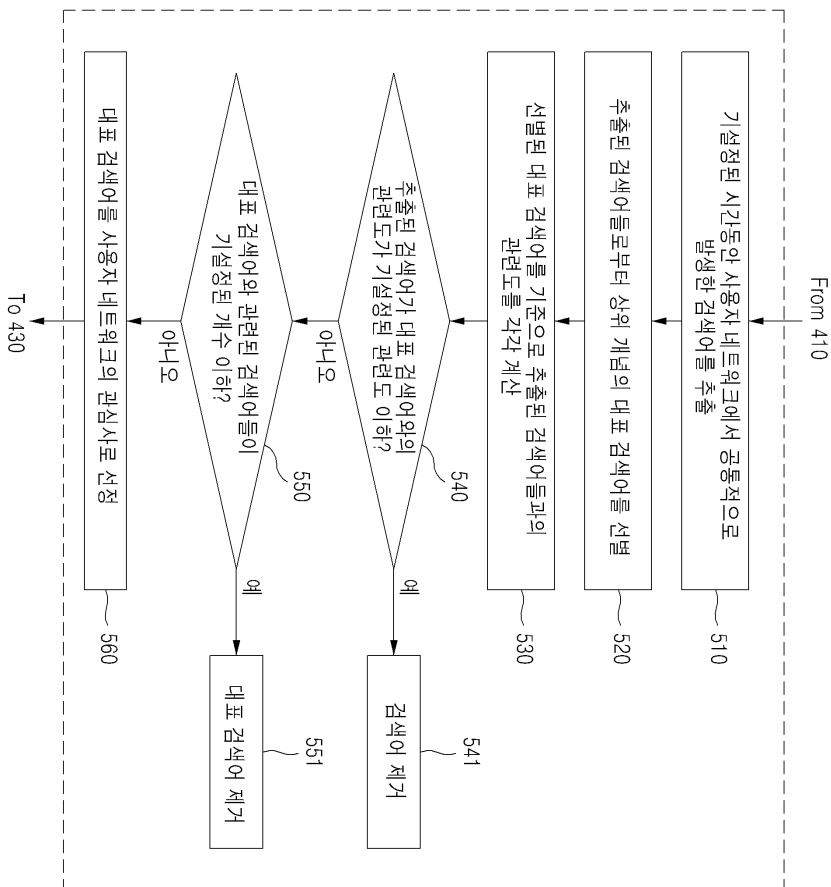 From 410
기설정된 시간동안 사용자 네트워크에서 공통적으로
발생한 검색어를 추출
510
추출된 검색어들로부터 상위 개념의 대표 검색어를 선별
520
선별된 대표 검색어를 기준으로 추출된 검색어들과의
관련도를 각각 계산
530
추출된 검색어가 대표 검색어와의
관련도가 기설정된 관련도 이하?
540
예
검색어 제거
541
아니오
대표 검색어와 관련된 검색어들이
기설정된 개수 이하?
550
예
대표 검색어 제거
551
아니오
대표 검색어를 사용자 네트워크의 관심사로 선정
560
To 430